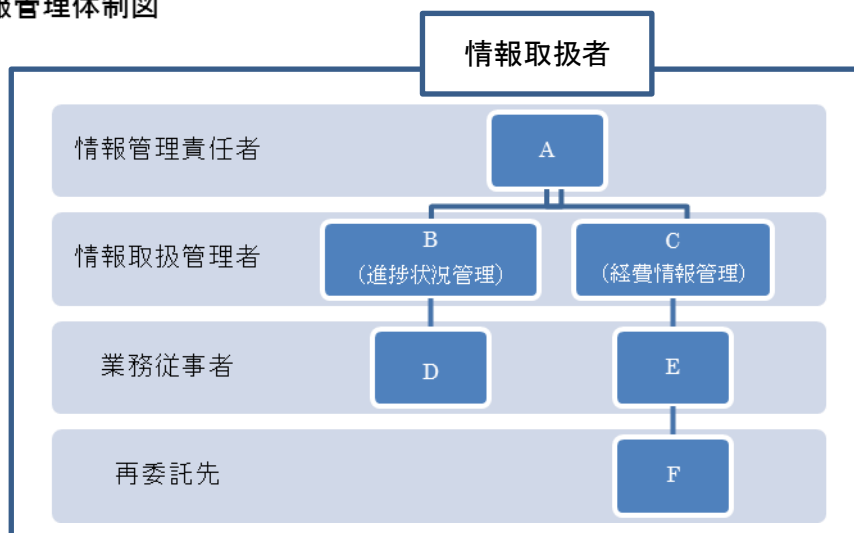 報管理体制図
情報取扱者
情報管理責任者
A
情報取扱管理者
B
（進捗状況管理）
C
（経費情報管理）
業務従事者
D
E
再委託先
F